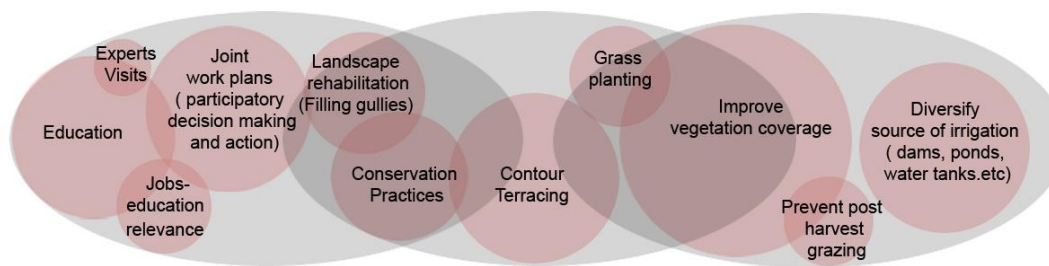 Experts
Visits
Education
Jobs-
education
relevance
Joint
work plans
( participatory
decision making
and action)
Landscape
rehabilitation
(Filling gullies)
Conservation
Practices
Contour
Terracing
Grass
planting
Improve
vegetation coverage
Prevent post
harvest
grazing
Diversify
source of irrigation
( dams, ponds,
water tanks.etc)